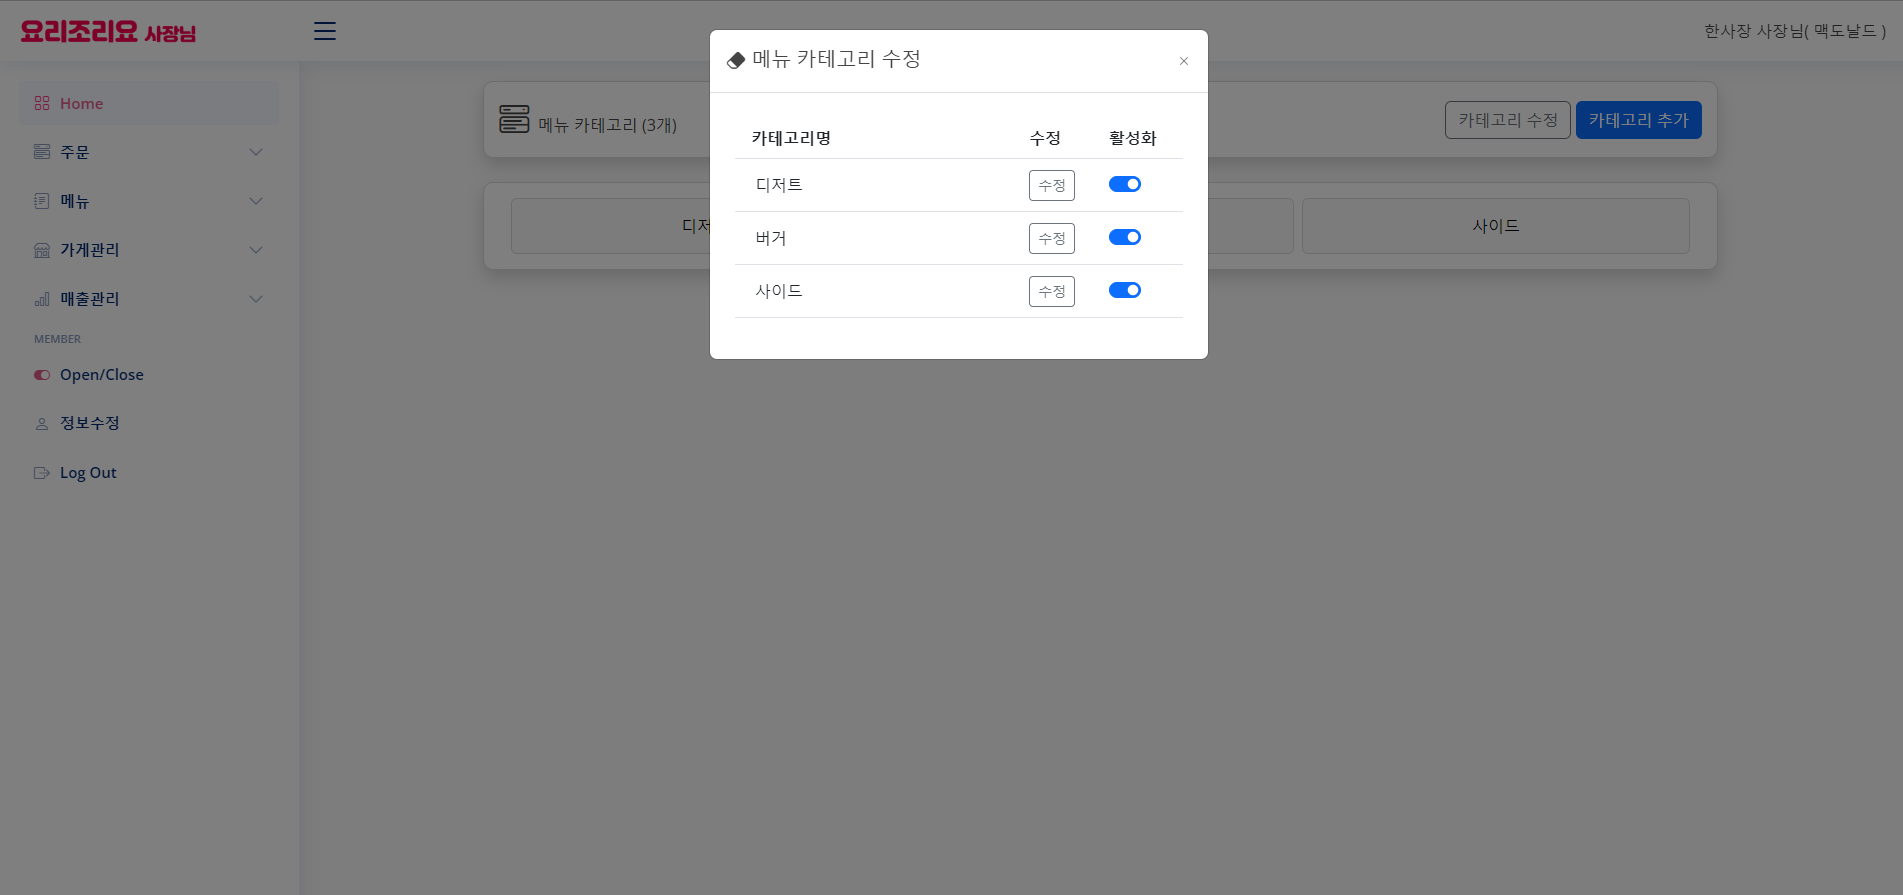 요리조리요 사장님
한사장 사장님( 맥도날드 )
Home
주문
메뉴
가게관리
매출관리
MEMBER
Open/Close
정보수정
Log Out
메뉴 카테고리 (3개)
카테고리 수정
카테고리 추가
디저
사이드
메뉴 카테고리 수정
×
카테고리명 수정 활성화
디저트 수정
버거 수정
사이드 수정